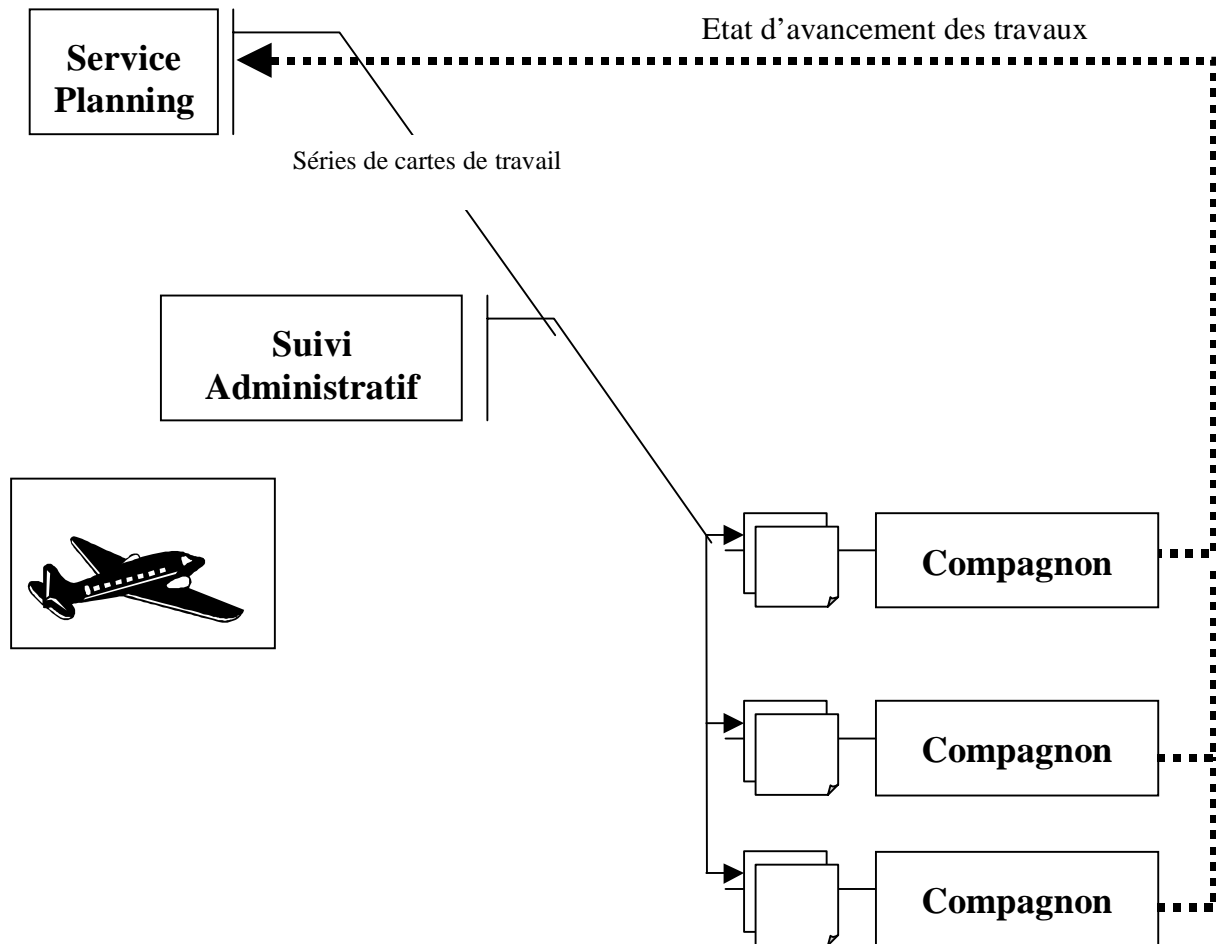 Etat d’avancement des travaux
Service
Planning
Séries de cartes de travail
Suivi
Administratif
Compagnon
Compagnon
Compagnon